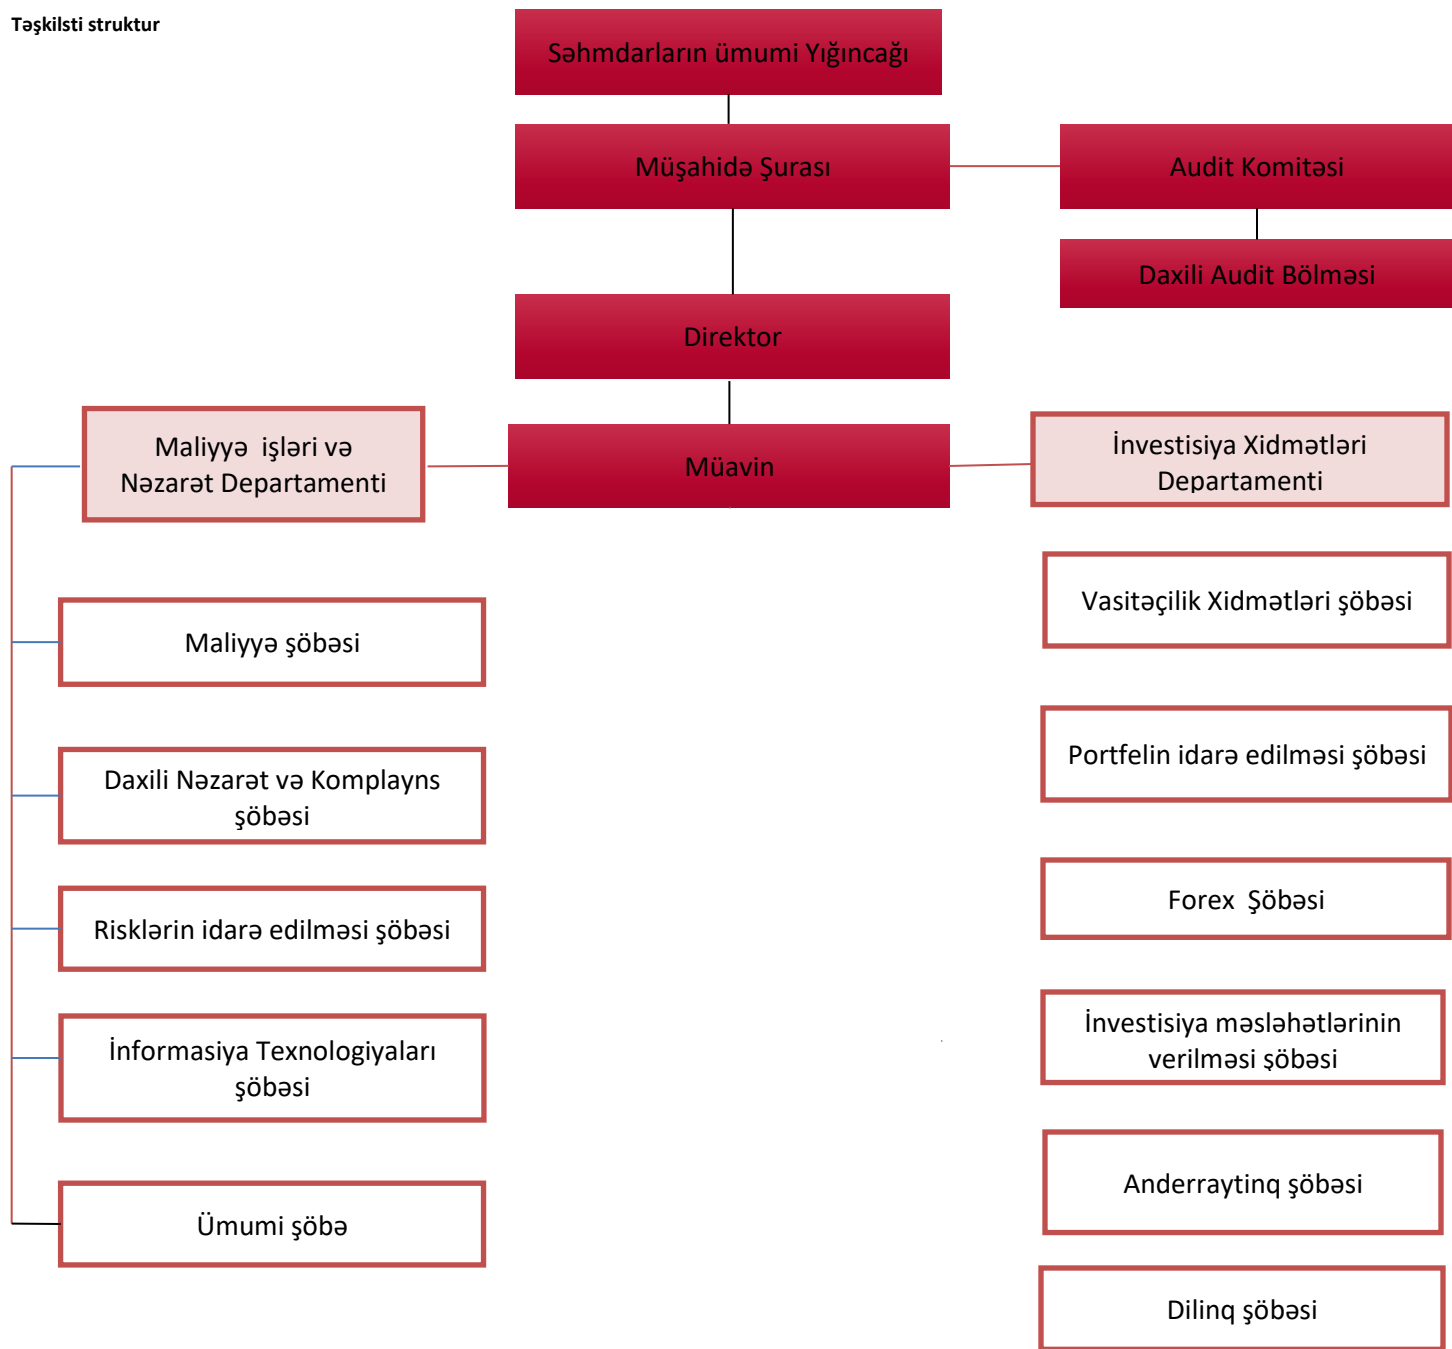 Təşkilsti struktur
Səhmdarların ümumi Yığıncağı
Müşahidə Şurası
Audit Komitəsi
Daxili Audit Bölməsi
Direktor
Maliyyə işləri və
Nəzarət Departamenti
Müavin
İnvestisiya Xidmətləri
Departamenti
Maliyyə şöbəsi
Daxili Nəzarət və Komplayns
şöbəsi
Risklərin idarə edilməsi şöbəsi
İnformasiya Texnologiyaları
şöbəsi
Ümumi şöbə
Vasitəçilik Xidmətləri şöbəsi
Portfelin idarə edilməsi şöbəsi
Forex Şöbəsi
İnvestisiya məsləhətlərinin
verilməsi şöbəsi
Anderraytinq şöbəsi
Dilinq şöbəsi